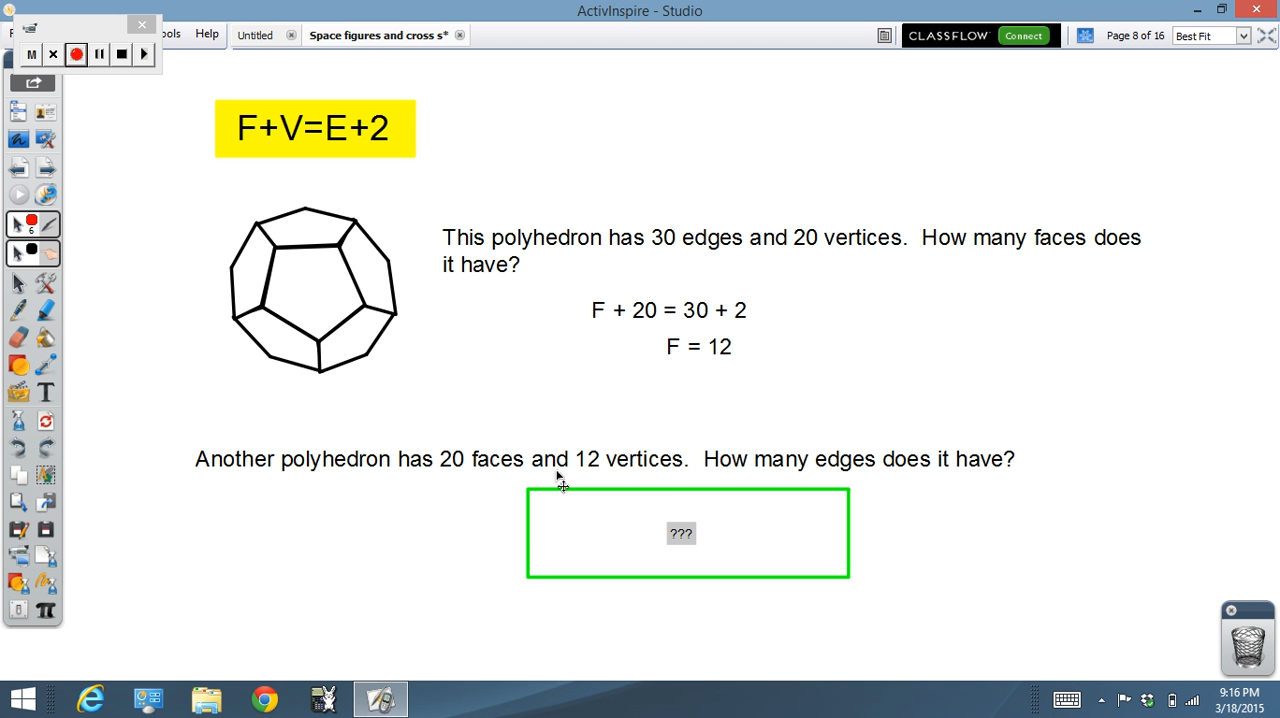 ActivInspire - Studio
ools Help Untitled Space figures and cross s* CLASSFLOW Connect Page 8 of 16 Best Fit
M
F+V=E+2
6
This polyhedron has 30 edges and 20 vertices. How many faces does
it have?
F + 20 = 30 + 2
F = 12
T
Another polyhedron has 20 faces and 12 vertices. How many edges does it have?
???
9:16 PM
3/18/2015